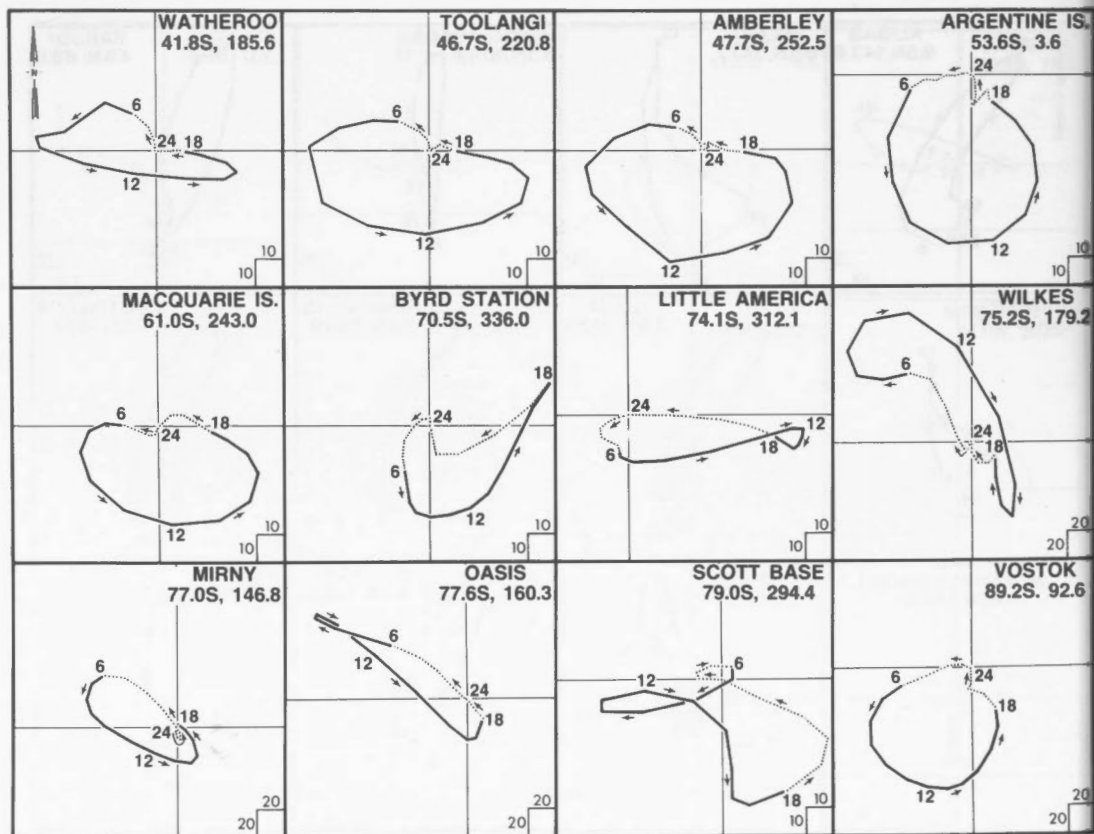 WATHEROO
41.8S, 185.6
N
6
24 18
12
10
10
TOOLANGI
46.7S, 220.8
6
18
24
12
10
10
AMBERLEY
47.7S, 252.5
6
18
24
12
10
10
ARGENTINE IS.
53.6S, 3.6
24
6
18
12
10
10
MACQUARIE IS.
61.0S, 243.0
6
18
24
12
10
10
BYRD STATION
70.5S, 336.0
18
24
6
12
10
10
LITTLE AMERICA
74.1S, 312.1
24
12
18
6
10
10
WILKES
75.2S, 179.2
12
6
24
18
20
20
MIRNY
77.0S, 146.8
6
18
24
12
20
20
OASIS
77.6S, 160.3
6
12
24
18
20
20
SCOTT BASE
79.0S, 294.4
6
12
18
10
10
VOSTOK
89.2S. 92.6
24
6
18
12
20
20